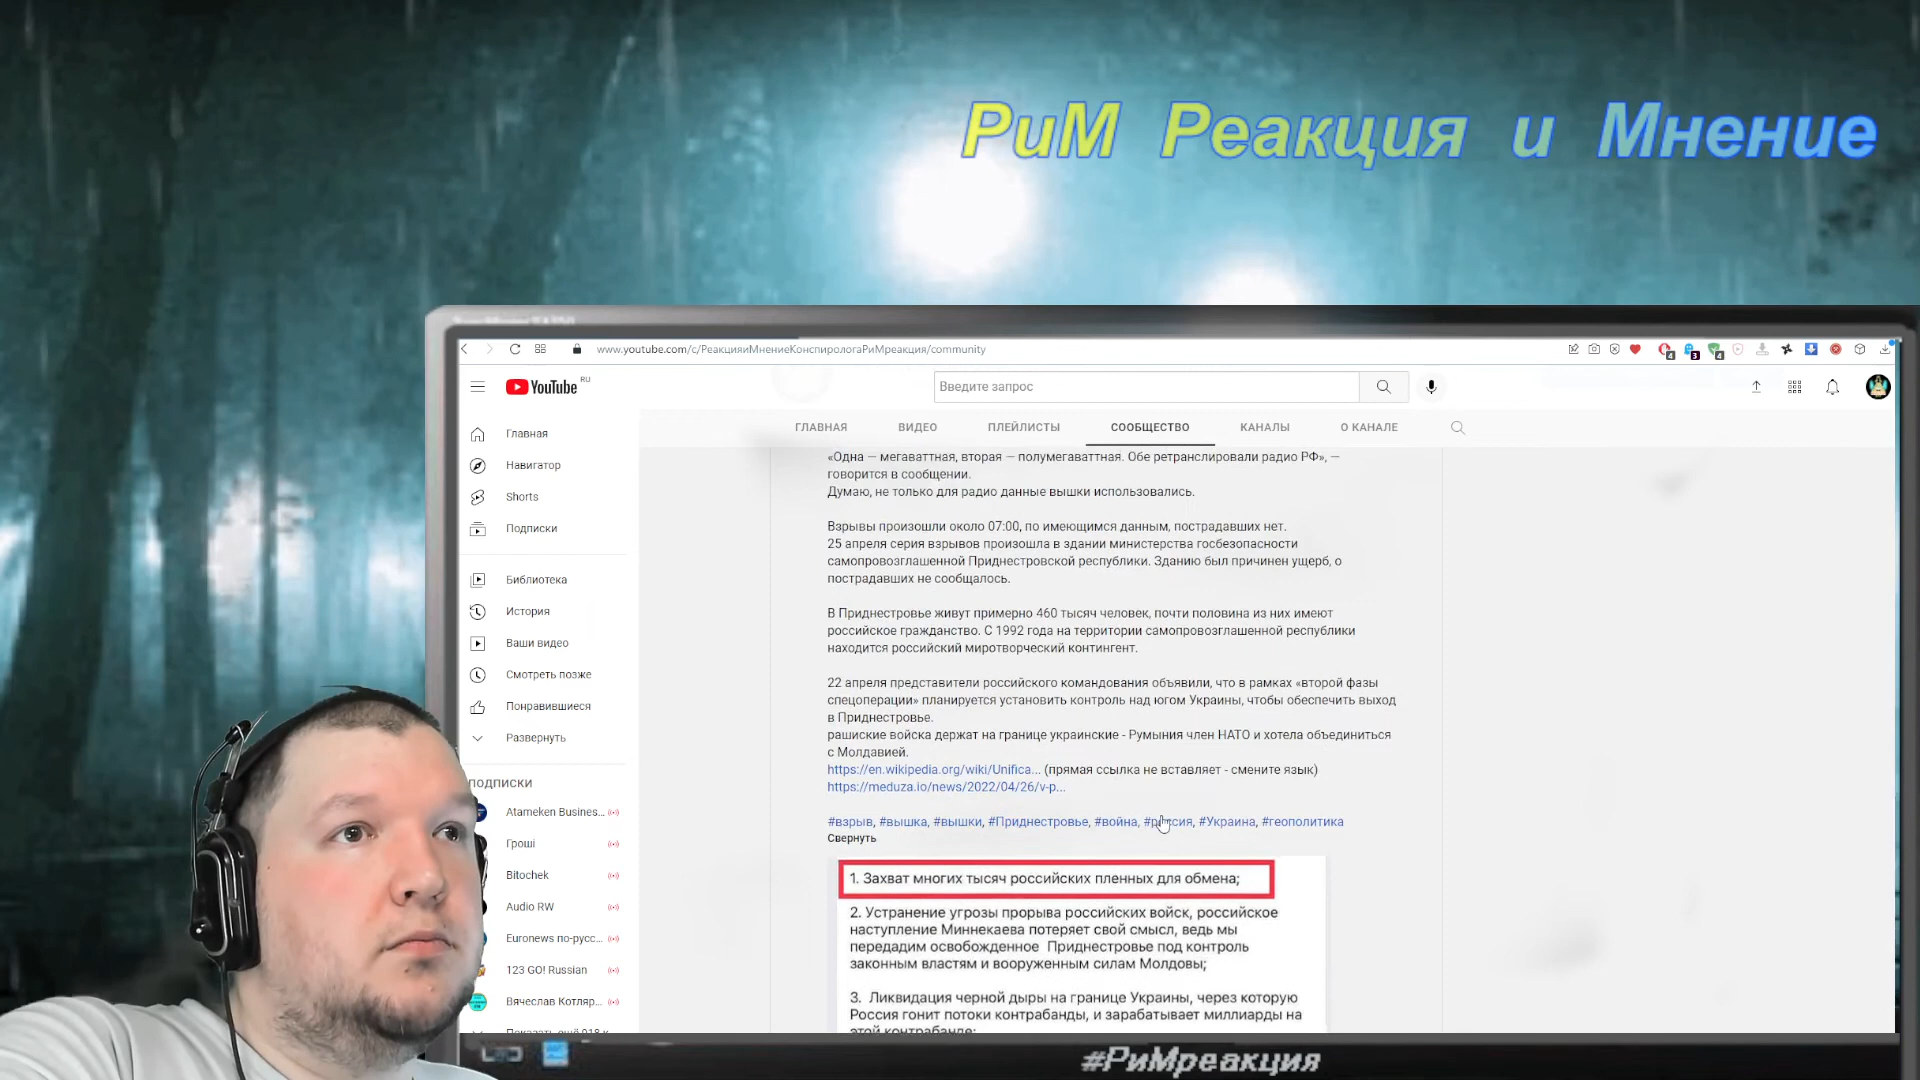 РиМ Реакция и Мнение
www.youtube.com/c/РеакцияиМнениеКонспирологаРиМреакция/community
4
3
4
YouTube
RU
Введите запрос
ГЛАВНАЯ
ВИДЕО
ПЛЕЙЛИСТЫ
СООБЩЕСТВО
КАНАЛЫ
О КАНАЛЕ
Главная
Навигатор
Shorts
Подписки
Библиотека
История
Ваши видео
Смотреть позже
Понравившиеся
Развернуть
ПОДПИСКИ
Atameken Busines...
Гроші
Bitochek
Audio RW
Euronews по-русс...
123 GO! Russian
Вячеслав Котляр...
«Одна — мегаваттная, вторая — полумегаваттная. Обе ретранслировали радио РФ», —
говорится в сообщении.
Думаю, не только для радио данные вышки использовались.
Взрывы произошли около 07:00, по имеющимся данным, пострадавших нет.
25 апреля серия взрывов произошла в здании министерства госбезопасности
самопровозглашенной Приднестровской республики. Зданию был причинен ущерб, о
пострадавших не сообщалось.
В Приднестровье живут примерно 460 тысяч человек, почти половина из них имеют
российское гражданство. С 1992 года на территории самопровозглашенной республики
находится российский миротворческий контингент.
22 апреля представители российского командования объявили, что в рамках «второй фазы
спецоперации» планируется установить контроль над югом Украины, чтобы обеспечить выход
в Приднестровье.
рашиские войска держат на границе украинские - Румыния член НАТО и хотела объединиться
с Молдавией.
https://en.wikipedia.org/wiki/Unifica... (прямая ссылка не вставляет - смените язык)
https://meduza.io/news/2022/04/26/v-p...
#взрыв, #вышка, #вышки, #Приднестровье, #война, #россия, #Украина, #геополитика
Свернуть
1. Захват многих тысяч российских пленных для обмена;
2. Устранение угрозы прорыва российских войск, российское
наступление Миннекаева потеряет свой смысл, ведь мы
передадим освобожденное Приднестровье под контроль
законным властям и вооруженным силам Молдовы;
3. Ликвидация черной дыры на границе Украины, через которую
Россия гонит потоки контрабанды, и зарабатывает миллиарды на
этой контрабанде;
#РиМреакция